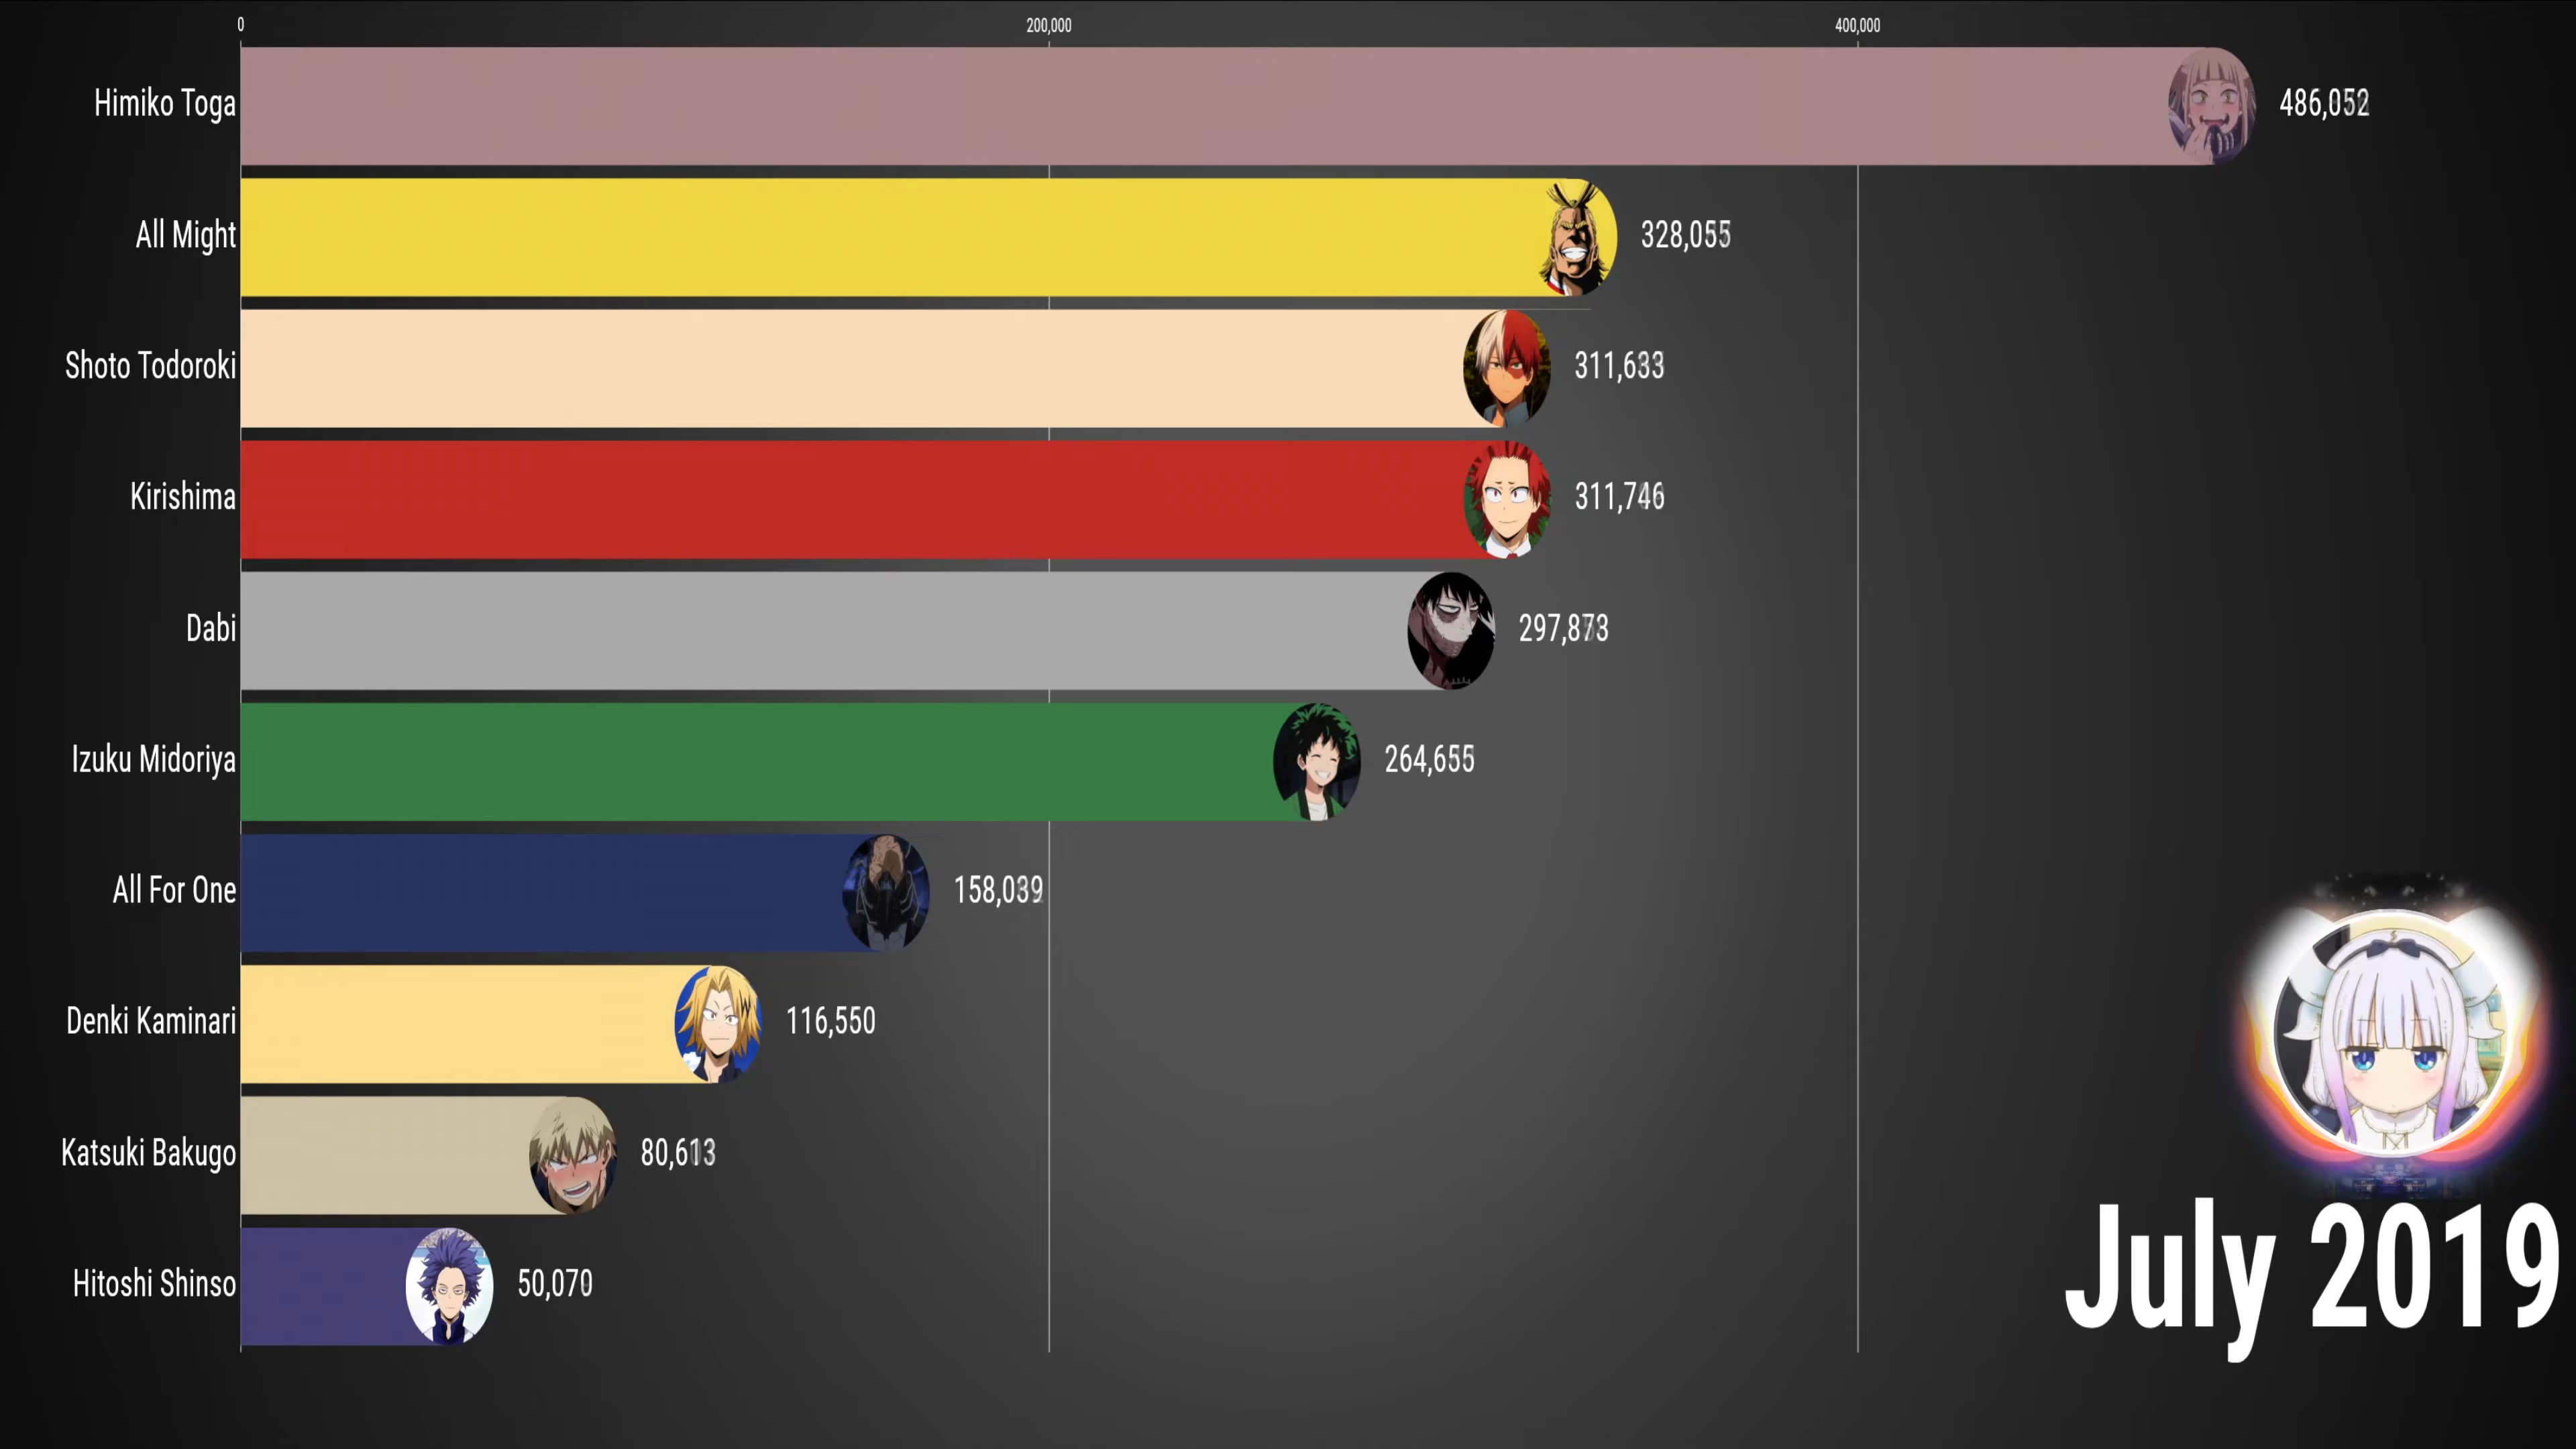 0 200,000 400,000
Himiko Toga 486,052
All Might 328,055
Shoto Todoroki 311,633
Kirishima 311,746
Dabi 297,873
Izuku Midoriya 264,655
All For One 158,039
Denki Kaminari 116,550
Katsuki Bakugo 80,613
Hitoshi Shinso 50,070
July 2019